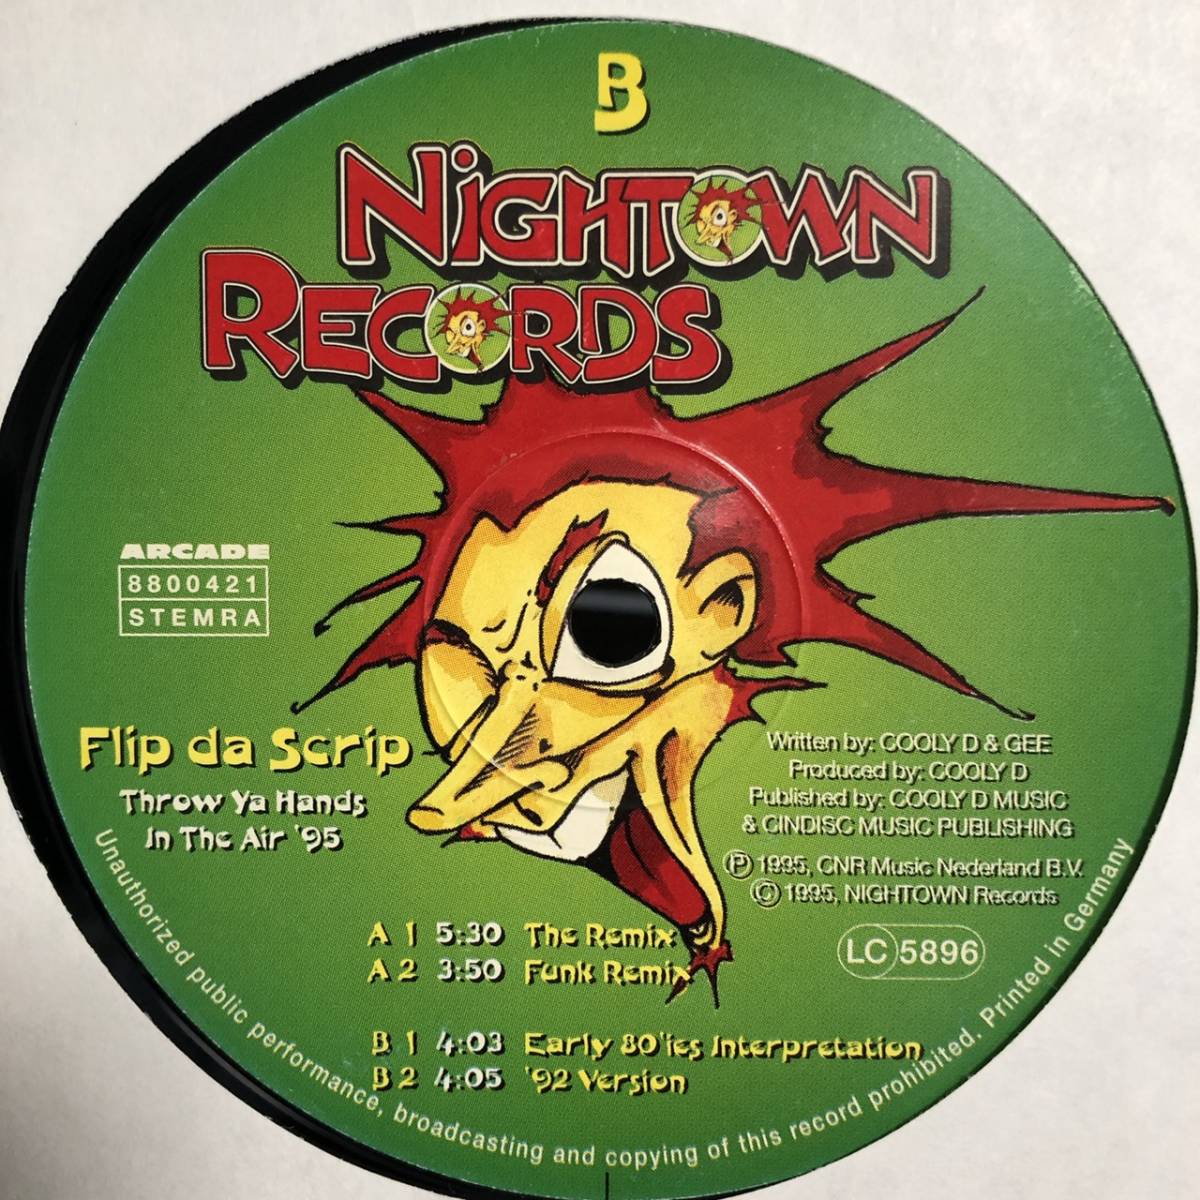 B
NiGHTOWN
RECORDS
ARCADE
8800421
STEMRA
Flip da Scrip
Throw Ya Hands
In The Air '95
Written by: COOLY D & GEE
Produced by: COOLY D
Published by: COOLY D MUSIC
& CINDISC MUSIC PUBLISHING
Ⓟ 1995, CNR Music Nederland B.V.
© 1995, NIGHTOWN Records
LC 5896
A 1 5:30 The Remix
A 2 3:50 Funk Remix
B 1 4:03 Early 80'ies Interpretation
B 2 4:05 '92 Version
Unauthorized public performance, broadcasting and copying of this record prohibited. Printed in Germany